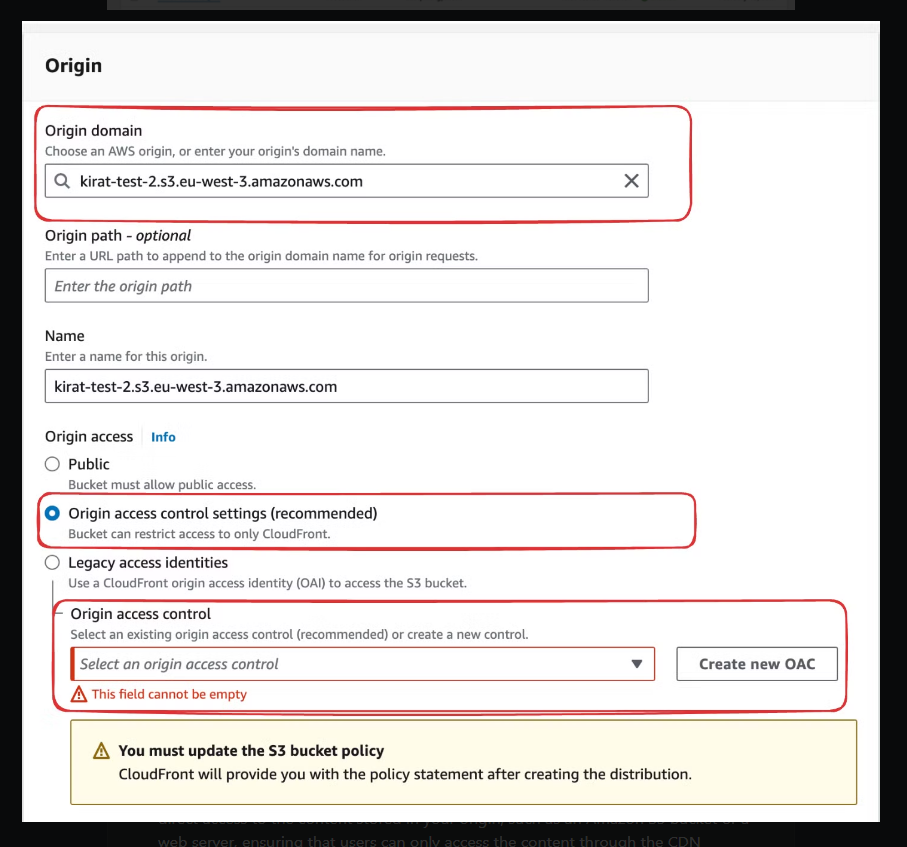 Origin
Origin domain
Choose an AWS origin, or enter your origin's domain name.
kirat-test-2.s3.eu-west-3.amazonaws.com
Origin path - optional
Enter a URL path to append to the origin domain name for origin requests.
Enter the origin path
Name
Enter a name for this origin.
kirat-test-2.s3.eu-west-3.amazonaws.com
Origin access Info
Public
Bucket must allow public access.
Origin access control settings (recommended)
Bucket can restrict access to only CloudFront.
Legacy access identities
Use a CloudFront origin access identity (OAI) to access the S3 bucket.
Origin access control
Select an existing origin access control (recommended) or create a new control.
Select an origin access control
Create new OAC
This field cannot be empty
You must update the S3 bucket policy
CloudFront will provide you with the policy statement after creating the distribution.
web server, ensuring that users can only access the content through the CDN